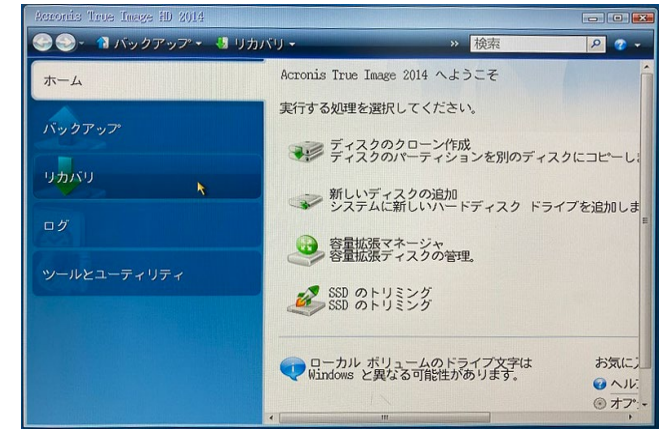 Acronis True Image HD 2014
バックアップ
リカバリ
»
検索
ホーム
バックアップ
リカバリ
ログ
ツールとユーティリティ
Acronis True Image 2014 へようこそ
実行する処理を選択してください。
ディスクのクローン作成
ディスクのパーティションを別のディスクにコピーし
新しいディスクの追加
システムに新しいハードディスク ドライブを追加しま
容量拡張マネージャ
容量拡張ディスクの管理。
SSD のトリミング
SSD のトリミング
ローカル ボリュームのドライブ文字は
Windows と異なる可能性があります。
お気に
ヘル
オプ